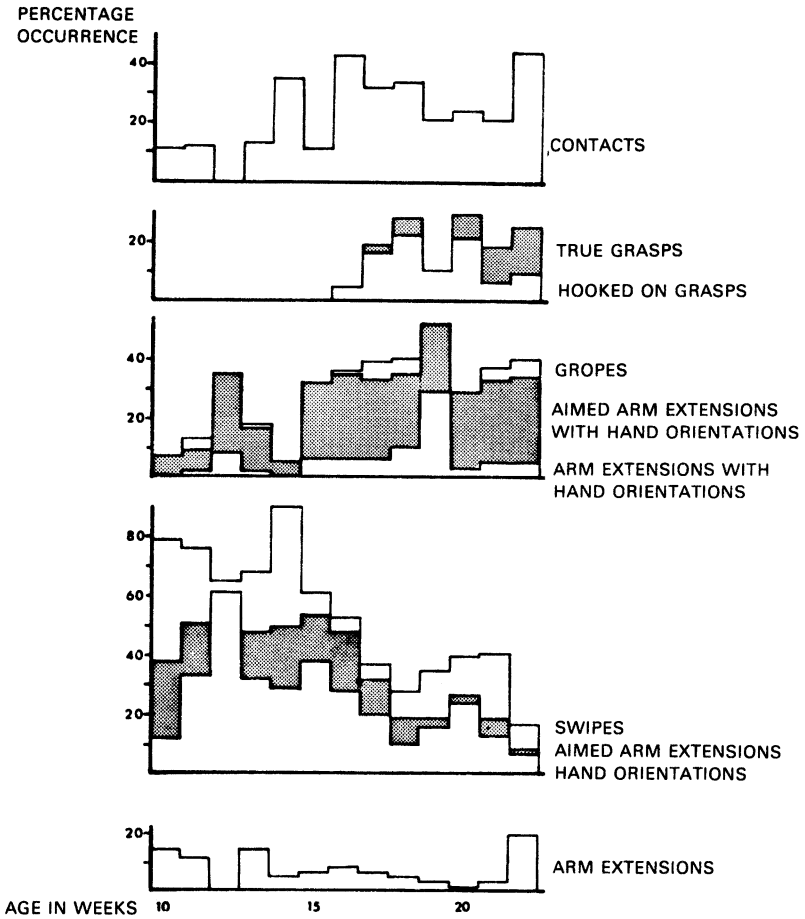 PERCENTAGE
OCCURRENCE
40
20
CONTACTS
20
TRUE GRASPS
HOOKED ON GRASPS
40
20
GROPES
AIMED ARM EXTENSIONS
WITH HAND ORIENTATIONS
ARM EXTENSIONS WITH
HAND ORIENTATIONS
80
60
40
20
SWIPES
AIMED ARM EXTENSIONS
HAND ORIENTATIONS
20
ARM EXTENSIONS
AGE IN WEEKS 10 15 20